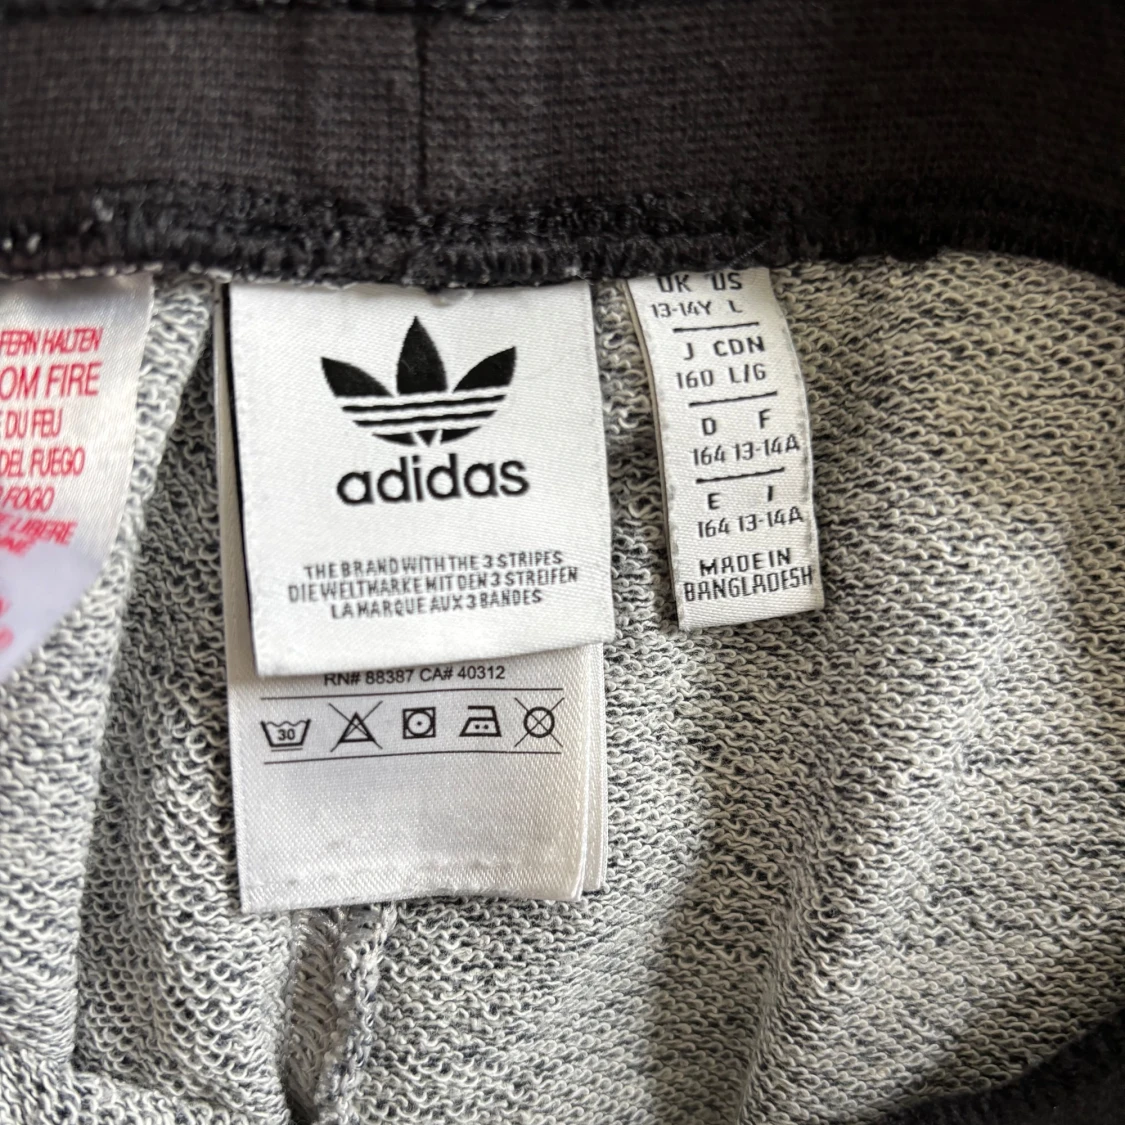 FERN HALTEN
OM FIRE
DU FEU
DEL FUEGO
FOGO
LIBERE
adidas
THE BRAND WITH THE 3 STRIPES
DIE WELTMARKE MIT DEN 3 STREIFEN
LA MARQUE AUX 3 BANDES
RN# 88387 CA# 40312
30
UK US
13-14Y L
J CDN
160 L/G
D F
164 13-14A
E I
164 13-14A
MADE IN
BANGLADESH